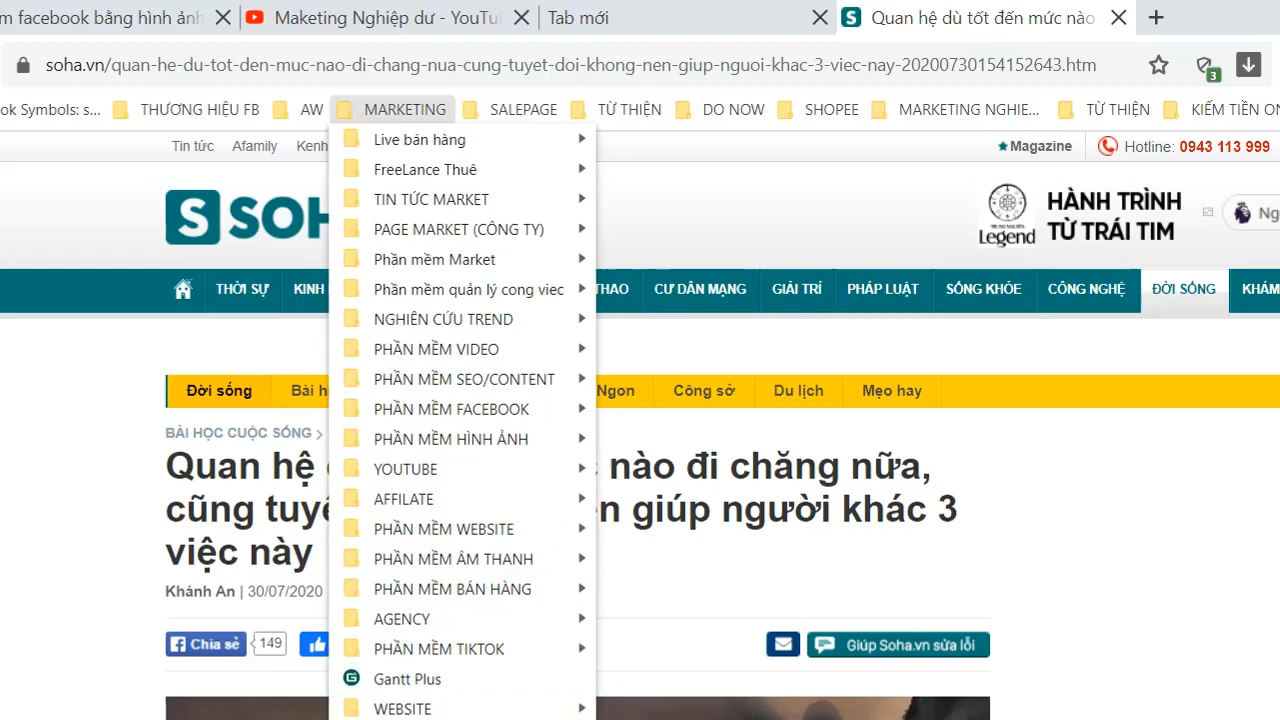 m facebook bằng hình ảnh
Maketing Nghiệp dư - YouTu
Tab mới
Quan hệ dù tốt đến mức nào
soha.vn/quan-he-du-tot-den-muc-nao-di-chang-nua-cung-tuyet-doi-khong-nen-giup-nguoi-khac-3-viec-nay-20200730154152643.htm
3
ok Symbols: s... THƯƠNG HIỆU FB AW MARKETING SALEPAGE TỪ THIỆN DO NOW SHOPEE MARKETING NGHIE... TỪ THIỆN KIẾM TIỀN ON
Tin tức Afamily Kenh
Magazine Hotline: 0943 113 999
SOH
Legend
HÀNH TRÌNH
TỪ TRÁI TIM
Ng
THỜI SỰ KINH THAO CƯ DÂN MẠNG GIẢI TRÍ PHÁP LUẬT SỐNG KHỎE CÔNG NGHỆ ĐỜI SỐNG KHÁM
Live bán hàng
FreeLance Thuê
TIN TỨC MARKET
PAGE MARKET (CÔNG TY)
Phần mềm Market
Phần mềm quản lý cong viec
NGHIÊN CỨU TREND
PHẦN MỀM VIDEO
PHẦN MỀM SEO/CONTENT
PHẦN MỀM FACEBOOK
PHẦN MỀM HÌNH ẢNH
YOUTUBE
AFFILATE
PHẦN MỀM WEBSITE
PHẦN MỀM ÂM THANH
PHẦN MỀM BÁN HÀNG
AGENCY
PHẦN MỀM TIKTOK
Gantt Plus
WEBSITE
Đời sống Bài h Ngon Công sở Du lịch Mẹo hay
BÀI HỌC CUỘC SỐNG
Quan hệ nào đi chăng nữa,
cũng tuyệ n giúp người khác 3
việc này
Khánh An | 30/07/2020
Chia sẻ 149
Giúp Soha.vn sửa lỗi